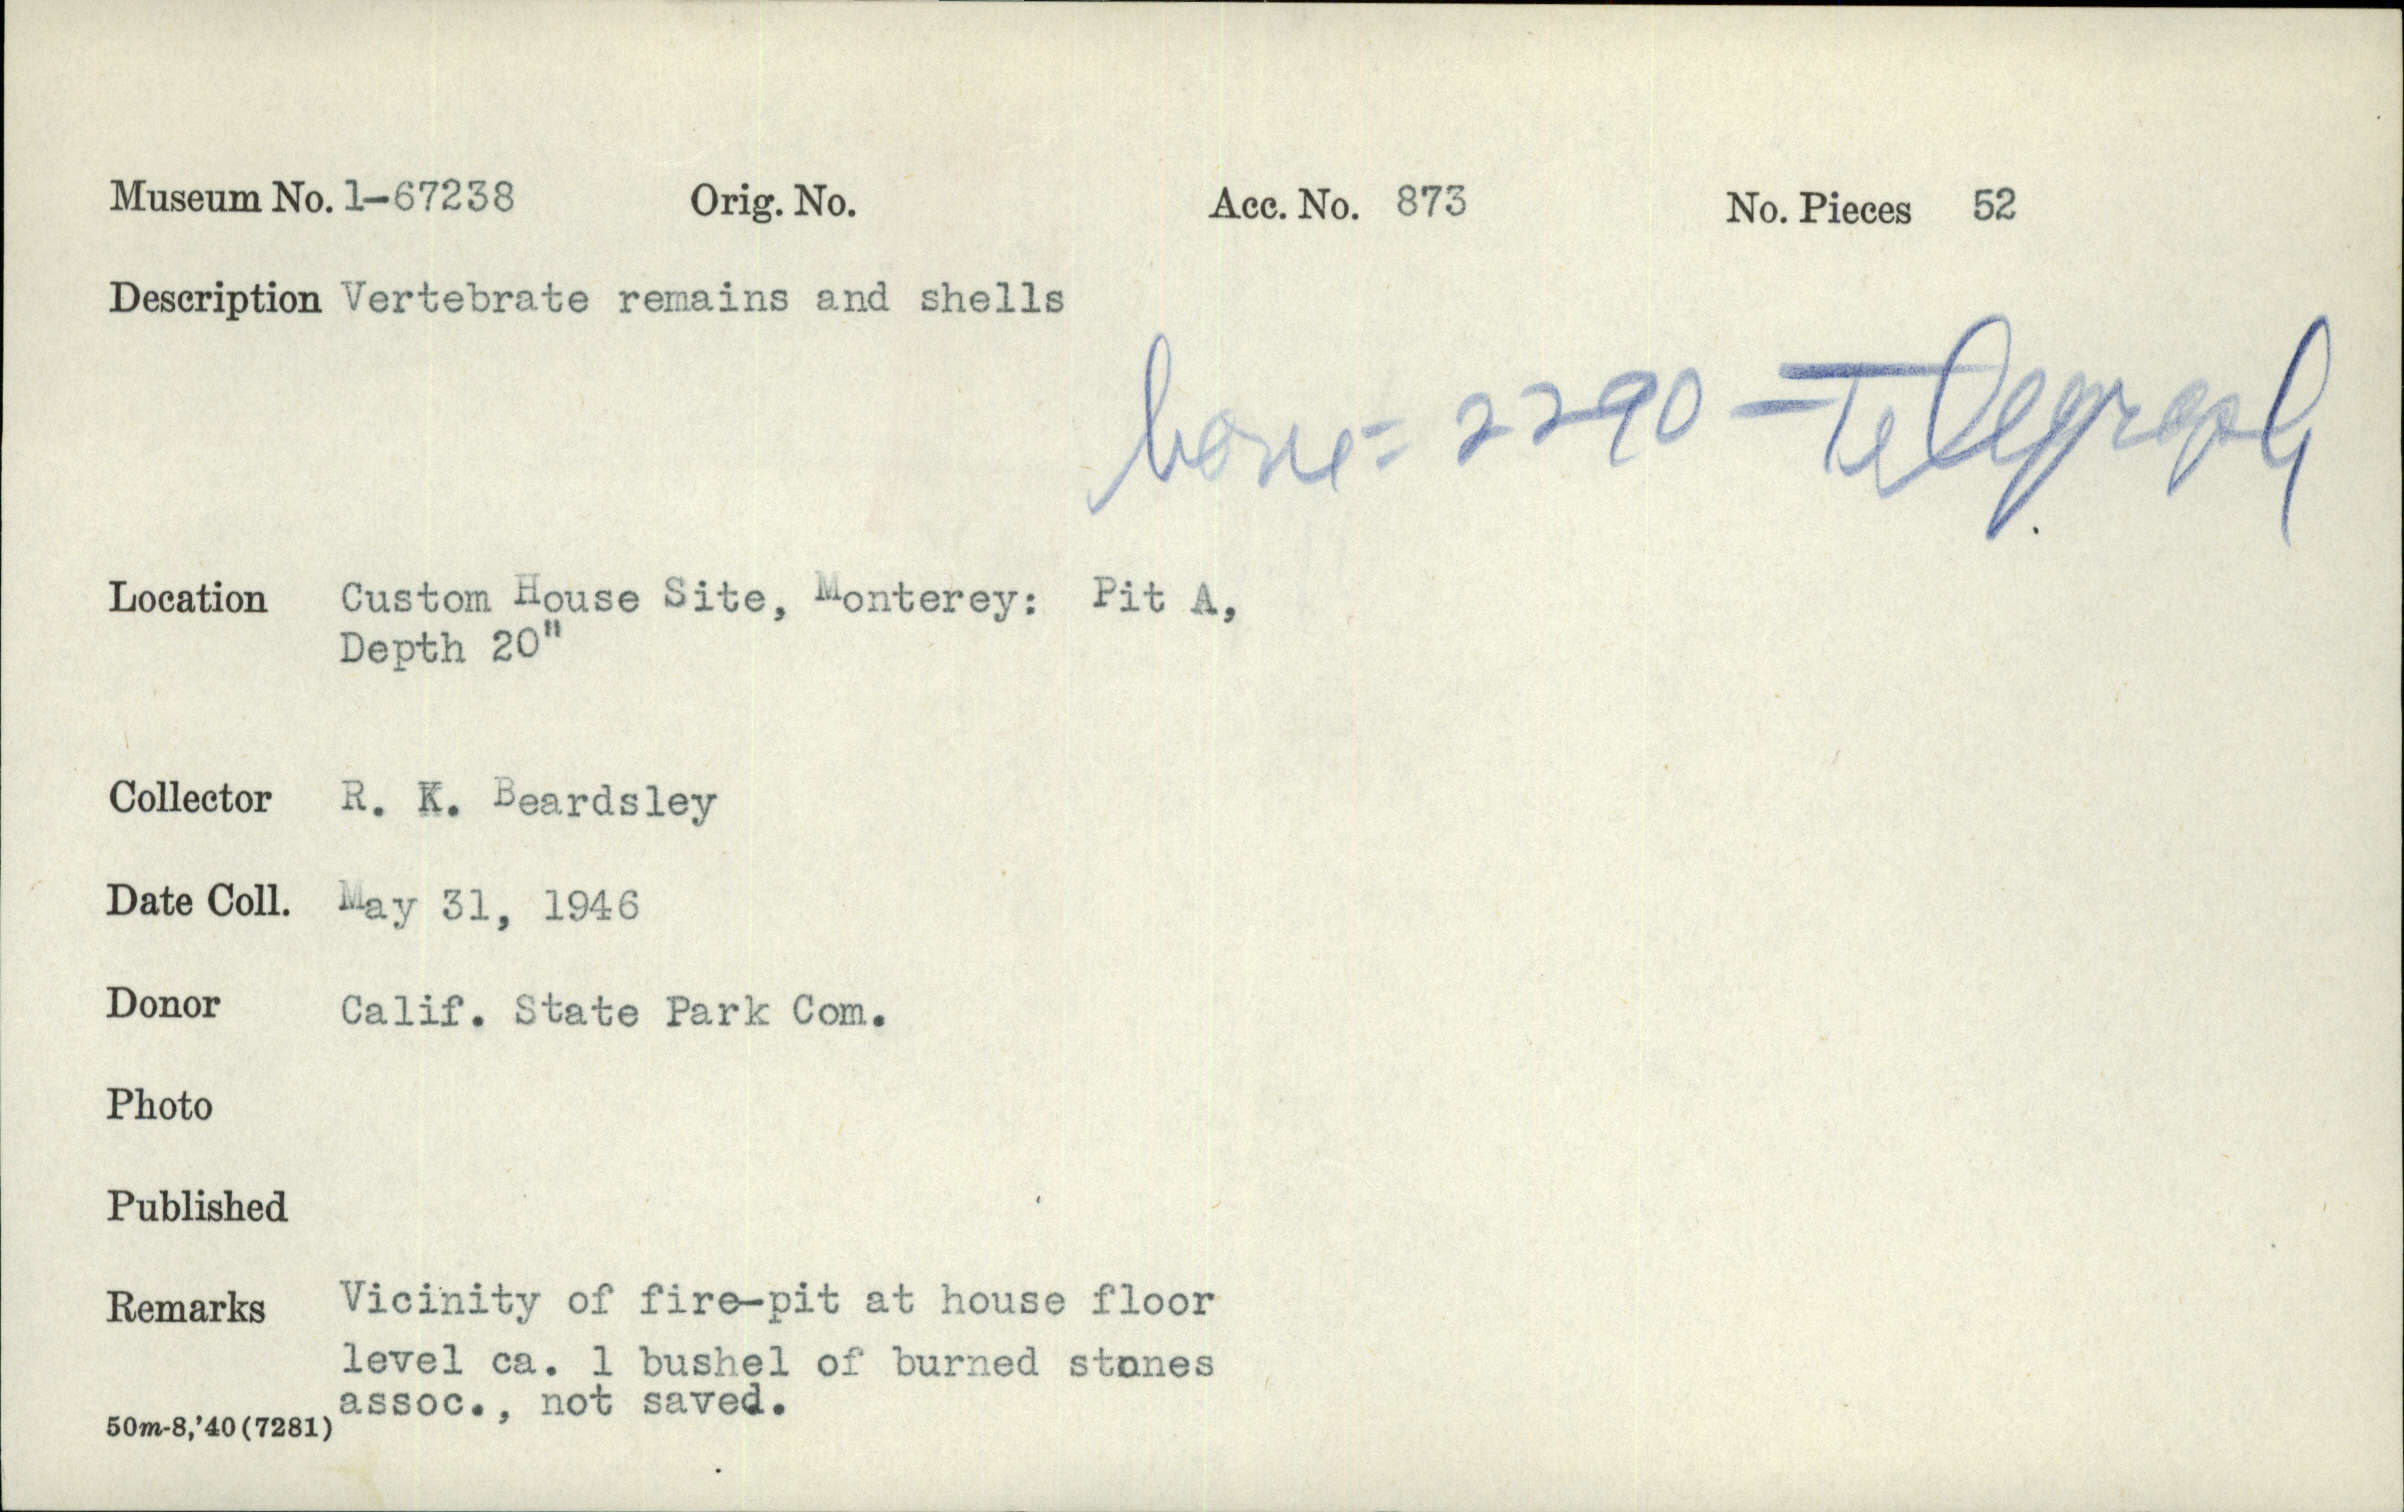 Museum No. 1-67238 Orig. No. Acc. No. 873 No. Pieces 52
Description Vertebrate remains and shells
bone = 2290 = Telegraph
Location Custom House Site, Monterey: Pit A,
Depth 20"
Collector R. K. Beardsley
Date Coll. May 31, 1946
Donor Calif. State Park Com.
Photo
Published
Remarks Vicinity of fire-pit at house floor
level ca. 1 bushel of burned stones
assoc., not saved.
50m-8,'40(7281)